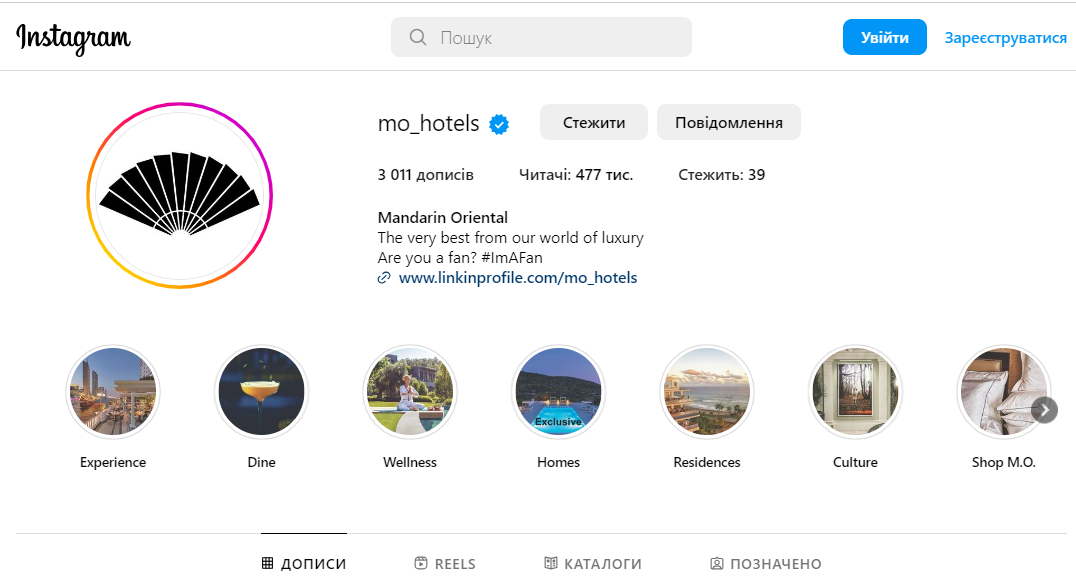 Instagram
Пошук
Увійти
Зареєструватися
mo_hotels
Стежити
Повідомлення
3 011 дописів
Читачі: 477 тис.
Стежить: 39
Mandarin Oriental
The very best from our world of luxury
Are you a fan? #ImAFan
www.linkinprofile.com/mo_hotels
Exclusive
Experience
Dine
Wellness
Homes
Residences
Culture
Shop M.O.
ДОПИСИ
REELS
КАТАЛОГИ
ПОЗНАЧЕНО